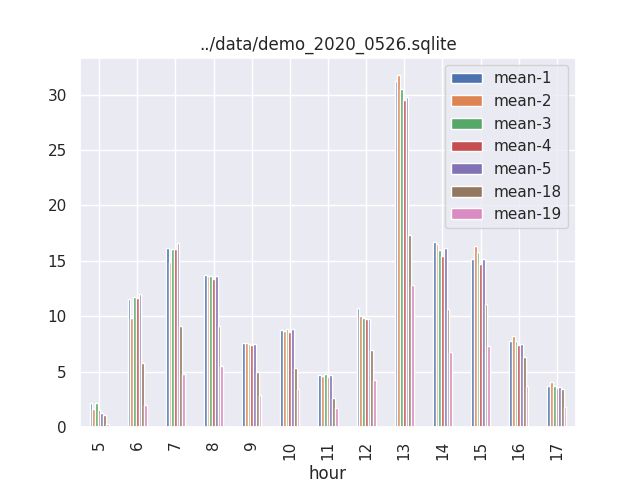 ../data/demo_2020_0526.sqlite
mean-1
mean-2
mean-3
mean-4
mean-5
mean-18
mean-19
30
25
20
15
10
5
0
5 6 7 8 9 10 11 12 13 14 15 16 17
hour